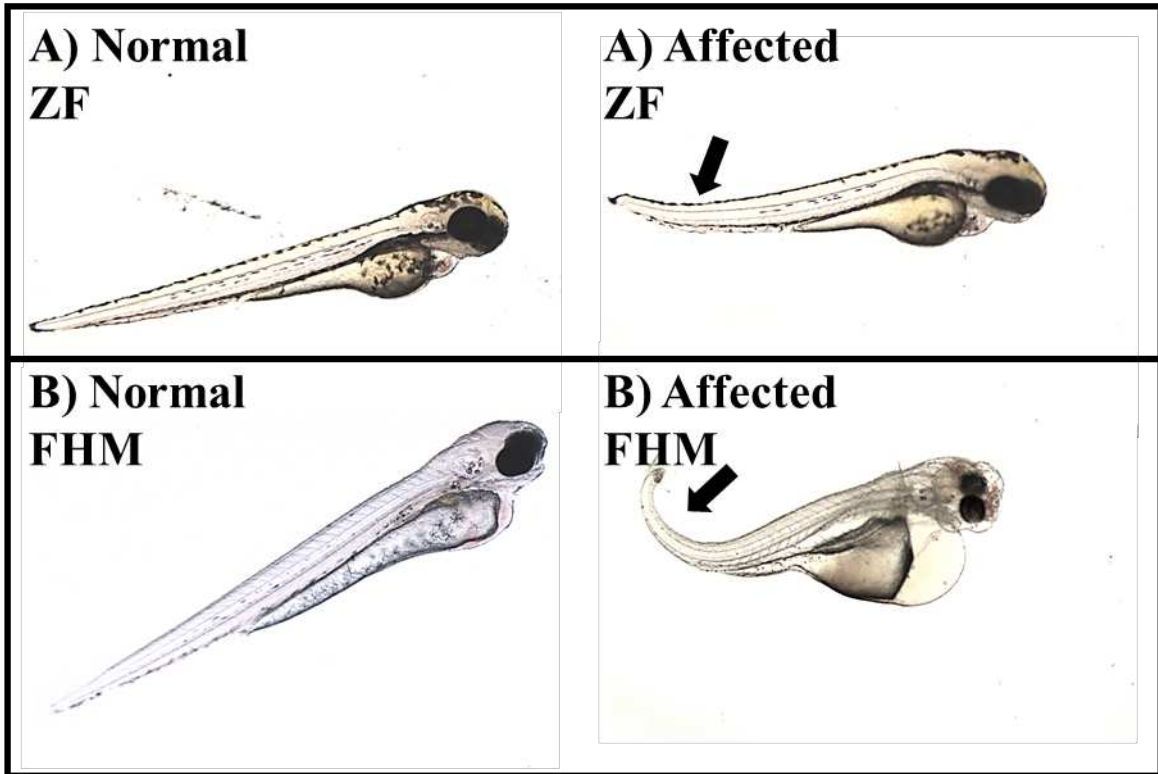 A) Normal
ZF
A) Affected
ZF
B) Normal
FHM
B) Affected
FHM